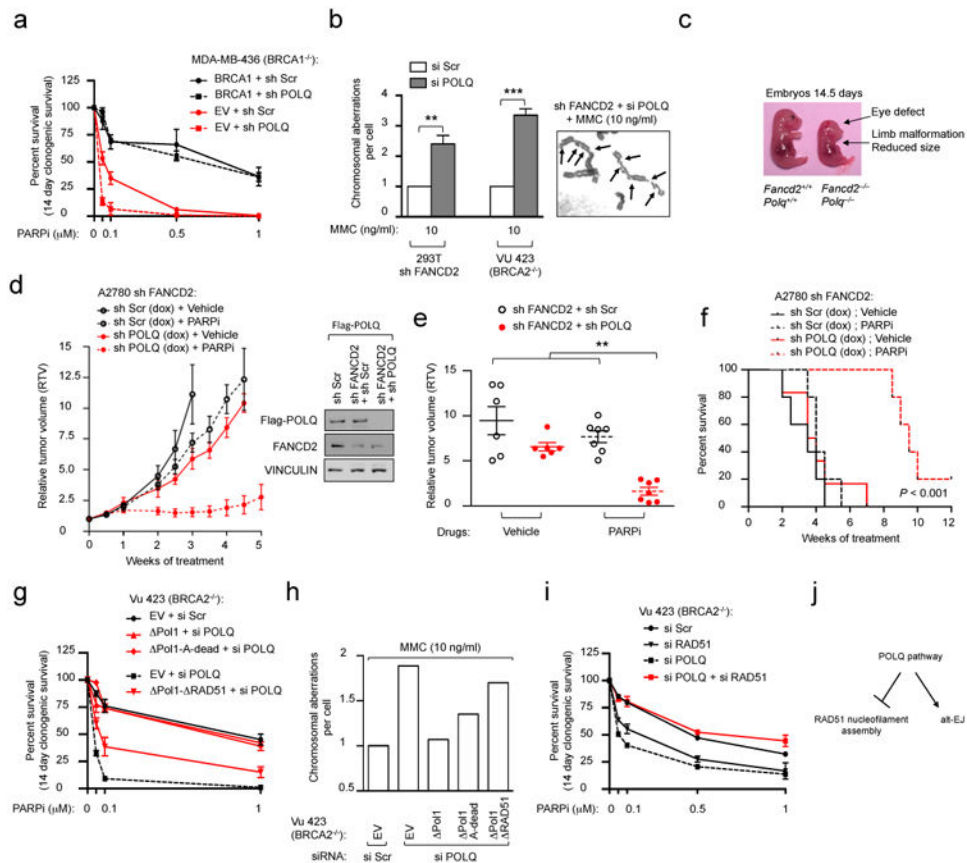 a
MDA-MB-436 (BRCA1-/-):
BRCA1 + sh Scr
BRCA1 + sh POLQ
EV + sh Scr
EV + sh POLQ
Percent survival
(14 day clonogenic survival)
125
100
75
50
25
0
0 0.1 0.5 1
PARPi (μM)
b
si Scr
si POLQ
Chromosomal aberrations
per cell
4
3
2
1
0
**
***
MMC (ng/ml) 10 10
293T
sh FANCD2
VU 423
(BRCA2-/-)
sh FANCD2 + si POLQ
+ MMC (10 ng/ml)
c
Embryos 14.5 days
Eye defect
Limb malformation
Reduced size
Fancd2+/+ Fancd2-/-
Polq+/+ Polq-/-
d
A2780 sh FANCD2:
sh Scr (dox) + Vehicle
sh Scr (dox) + PARPi
sh POLQ (dox) + Vehicle
sh POLQ (dox) + PARPi
Relative tumor volume (RTV)
15
12.5
10
7.5
5.0
2.5
0
0 1 2 3 4 5
Weeks of treatment
Flag-POLQ
sh Scr
sh FANCD2
+ sh Scr
sh FANCD2
+ sh POLQ
Flag-POLQ
FANCD2
VINCULIN
e
sh FANCD2 + sh Scr
sh FANCD2 + sh POLQ
**
Relative tumor volume (RTV)
15
10
5
0
Drugs: Vehicle PARPi
f
A2780 sh FANCD2:
sh Scr (dox) ; Vehicle
sh Scr (dox) ; PARPi
sh POLQ (dox) ; Vehicle
sh POLQ (dox) ; PARPi
Percent survival
100
80
60
40
20
0
P < 0.001
0 2 4 6 8 10 12
Weeks of treatment
g
Vu 423 (BRCA2-/-):
EV + si Scr
ΔPol1 + si POLQ
ΔPol1-A-dead + si POLQ
EV + si POLQ
ΔPol1-ΔRAD51 + si POLQ
Percent survival
(14 day clonogenic survival)
125
100
75
50
25
0
0 0.1 1
PARPi (μM)
h
MMC (10 ng/ml)
Chromosomal aberrations
per cell
2
1.5
1
0.5
Vu 423
(BRCA2-/-):
EV
EV
ΔPol1
ΔPol1
A-dead
ΔPol1
ΔRAD51
siRNA: si Scr si POLQ
i
Vu 423 (BRCA2-/-):
si Scr
si RAD51
si POLQ
si POLQ + si RAD51
Percent survival
(14 day clonogenic survival)
125
100
75
50
25
0
0 0.1 0.5 1
PARPi (μM)
j
POLQ pathway
RAD51 nucleofilament
assembly
alt-EJ